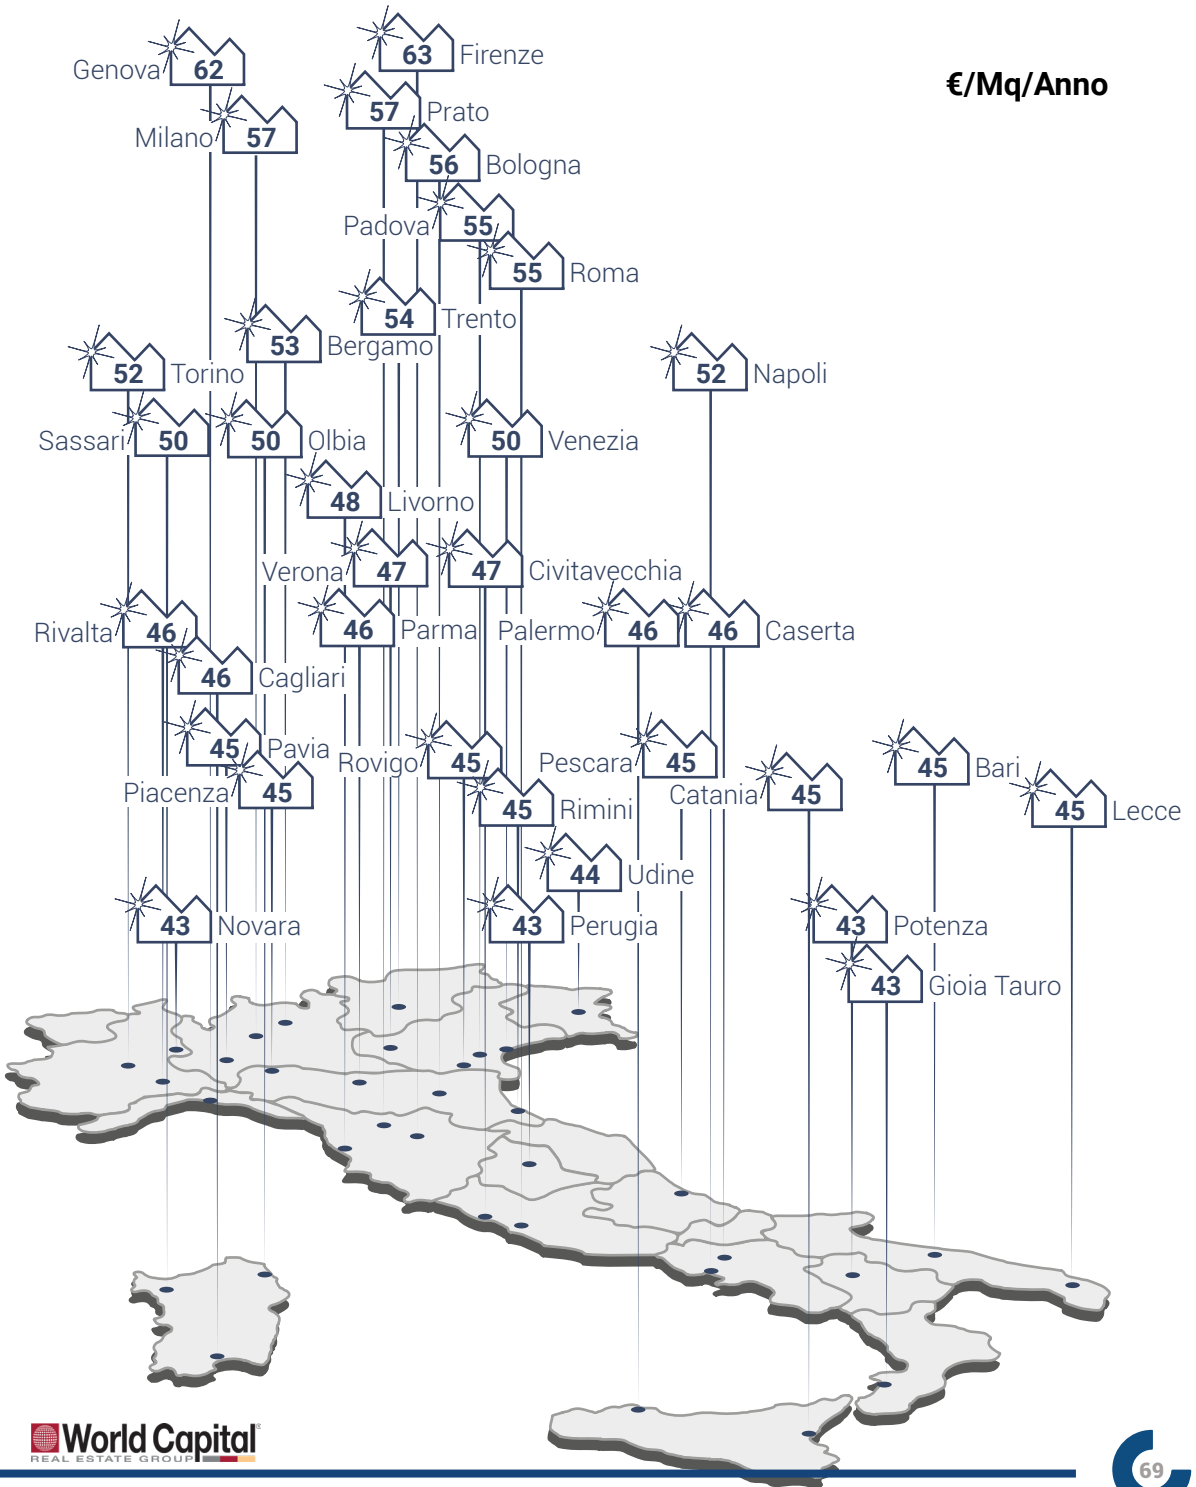 €/Mq/Anno
Genova 62
63 Firenze
57 Prato
Milano 57
56 Bologna
Padova 55
55 Roma
54 Trento
53 Bergamo
52 Torino
52 Napoli
Sassari 50
50 Olbia
50 Venezia
48 Livorno
Verona 47
47 Civitavecchia
Rivalta 46
46 Parma
Palermo 46
46 Caserta
46 Cagliari
45 Pavia
Rovigo 45
Pescara 45
45 Bari
Piacenza 45
Catania 45
45 Rimini
45 Lecce
44 Udine
43 Novara
43 Perugia
43 Potenza
43 Gioia Tauro
World Capital®
REAL ESTATE GROUP
69